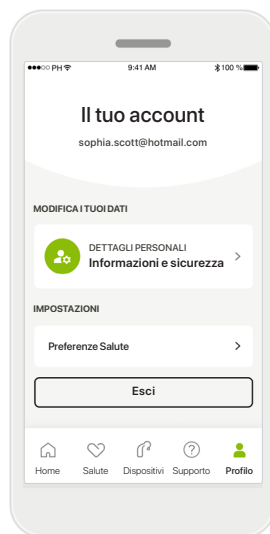 PH 9:41 AM 100 %
Il tuo account
sophia.scott@hotmail.com
MODIFICA I TUOI DATI
DETTAGLI PERSONALI
Informazioni e sicurezza
IMPOSTAZIONI
Preferenze Salute
Esci
Home Salute Dispositivi Supporto Profilo